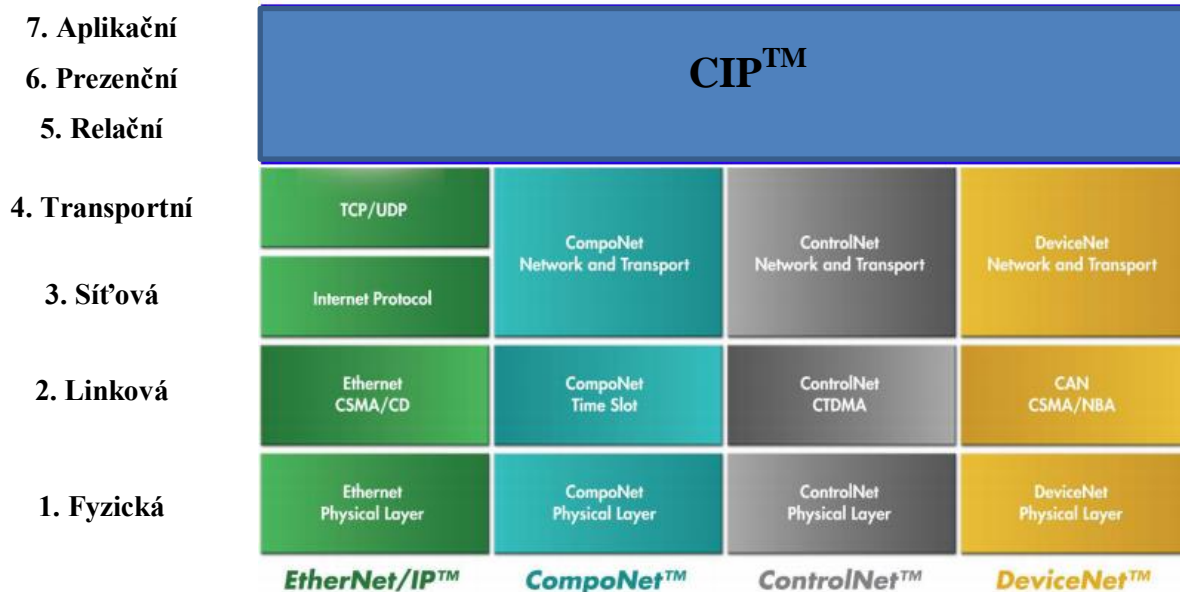 7. Aplikační
6. Prezenční
5. Relační
CIP™
4. Transportní
TCP/UDP
CompoNet
Network and Transport
ControlNet
Network and Transport
DeviceNet
Network and Transport
3. Síťová
Internet Protocol
2. Linková
Ethernet
CSMA/CD
CompoNet
Time Slot
ControlNet
CTDMA
CAN
CSMA/NBA
1. Fyzická
Ethernet
Physical Layer
CompoNet
Physical Layer
ControlNet
Physical Layer
DeviceNet
Physical Layer
EtherNet/IP™
CompoNet™
ControlNet™
DeviceNet™